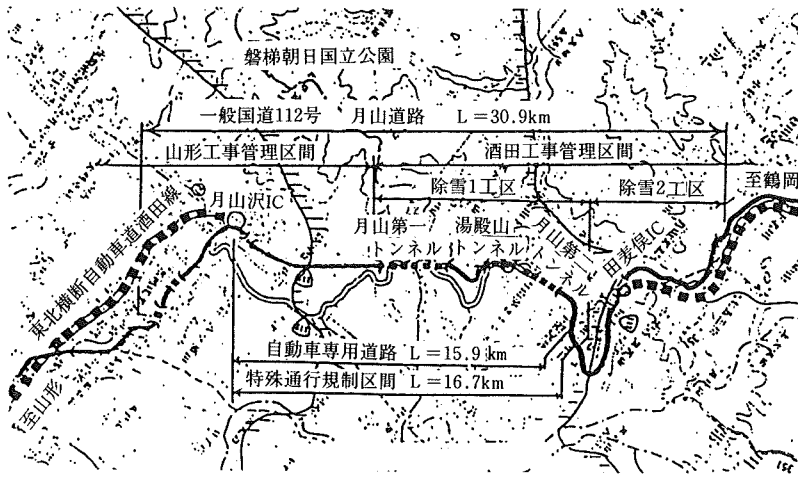 磐梯朝日国立公園
一般国道112号 月山道路 L=30.9km
山形工事管理区間
酒田工事管理区間
除雪1工区
除雪2工区
至鶴岡
東北横断自動車道酒田線
月山沢IC
月山第一
トンネル
湯殿山
トンネル
月山第二
トンネル
田麦俣IC
自動車専用道路 L=15.9km
特殊通行規制区間 L=16.7km
至山形